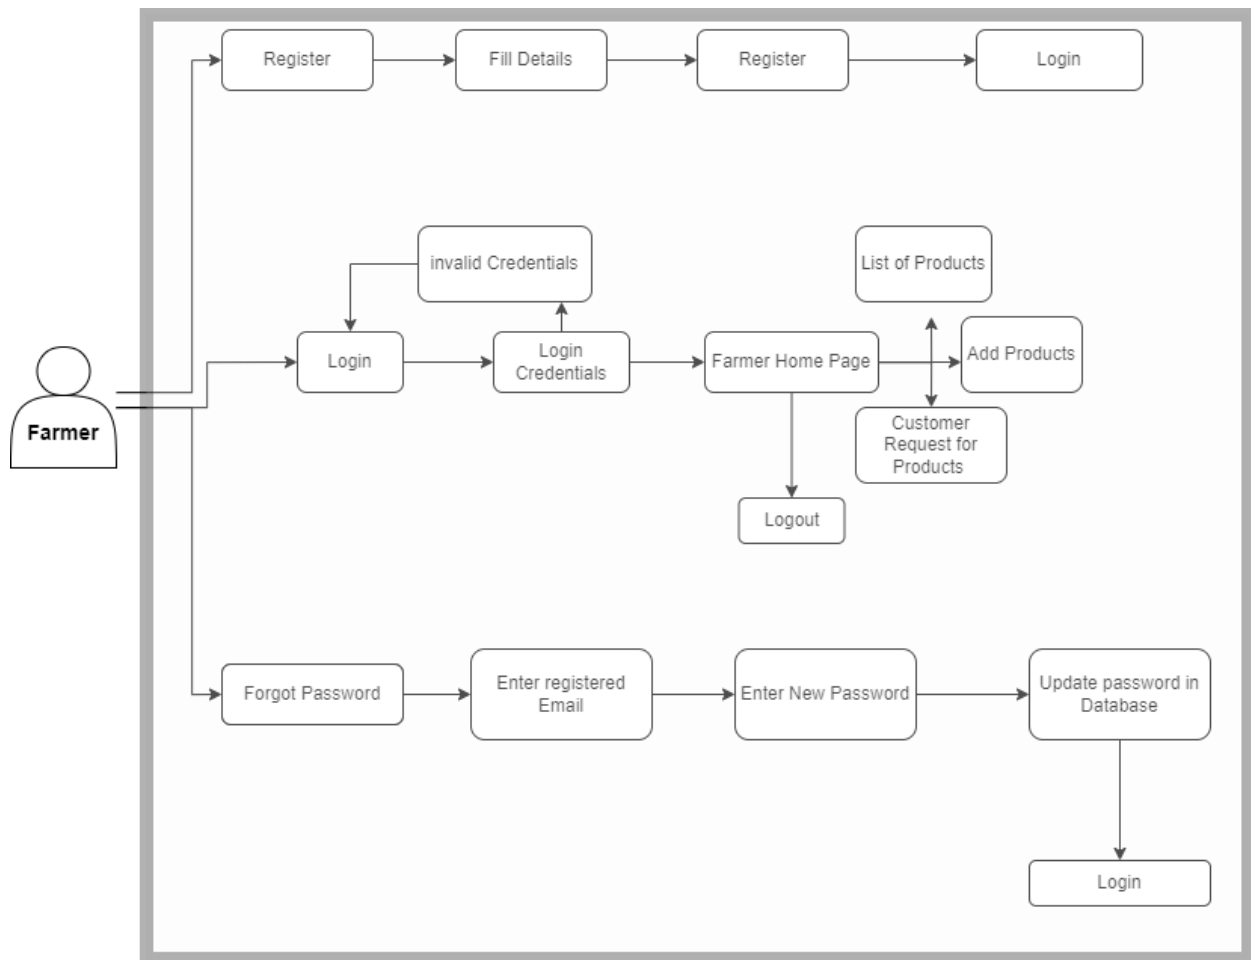 Register
Fill Details
Register
Login
invalid Credentials
List of Products
Login
Login
Credentials
Farmer Home Page
Add Products
Customer
Request for
Products
Farmer
Logout
Forgot Password
Enter registered
Email
Enter New Password
Update password in
Database
Login